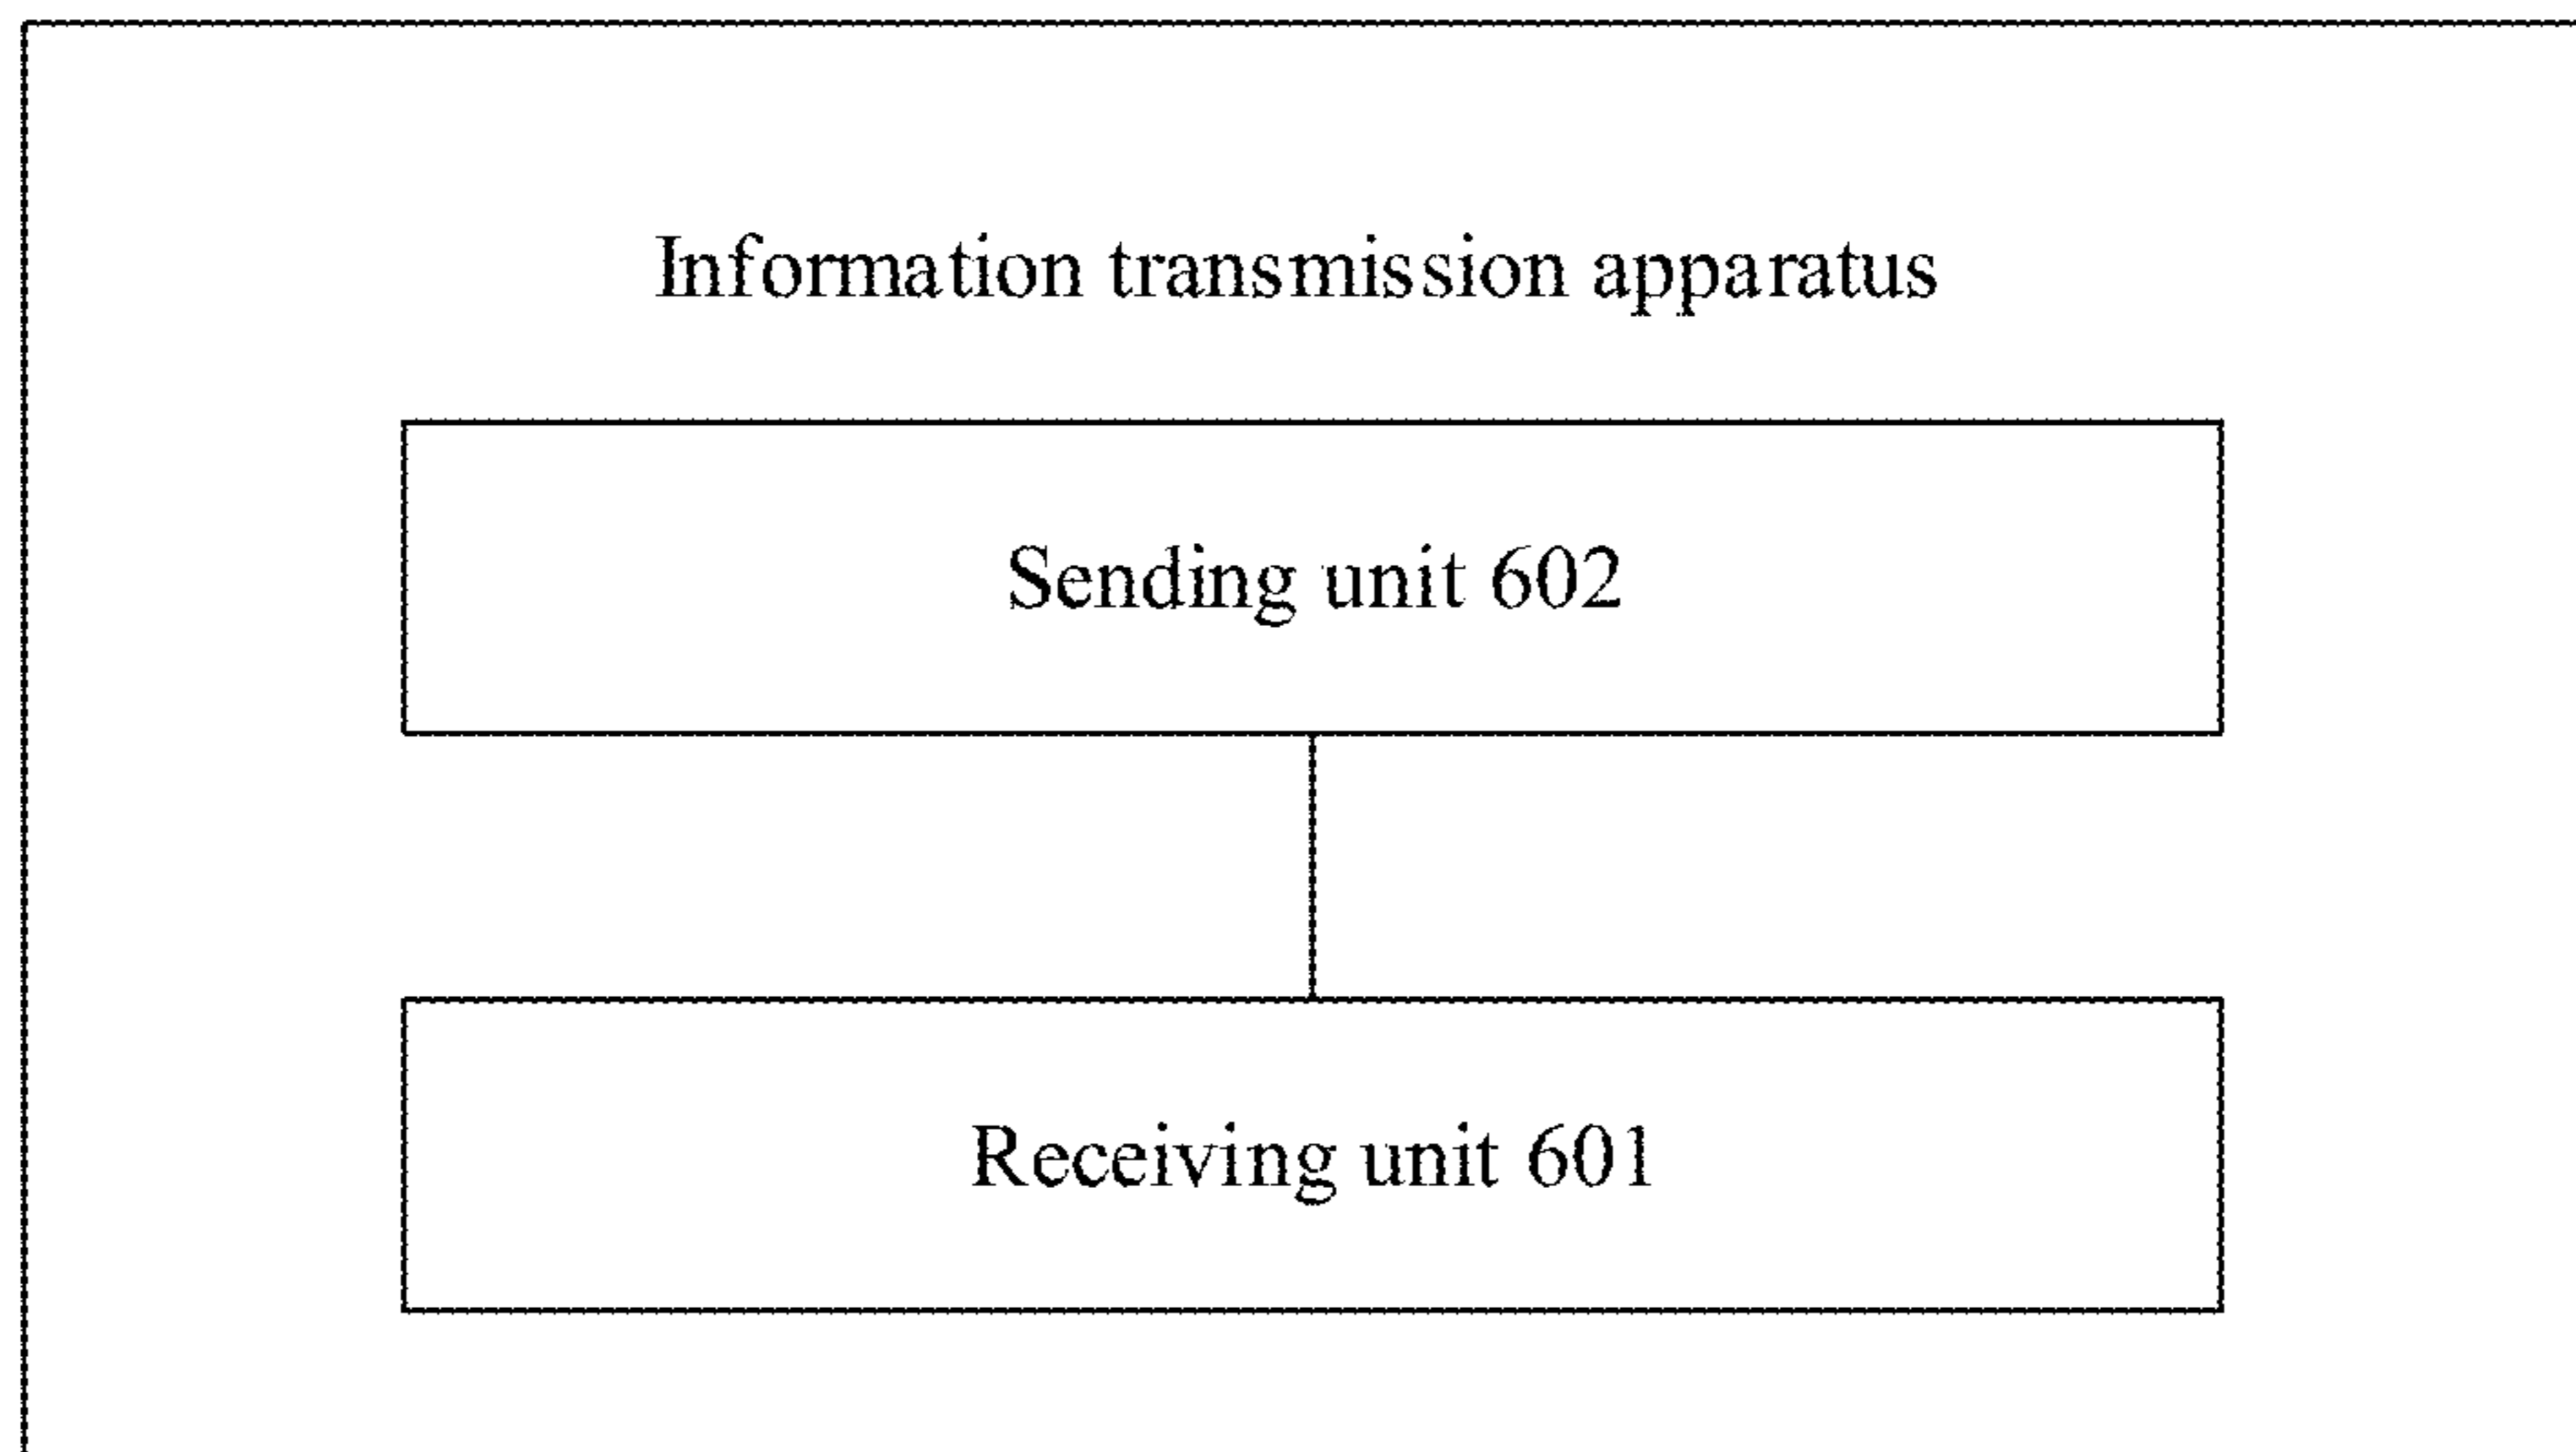 Information transmission apparatus
Sending unit 602
Receiving unit 601